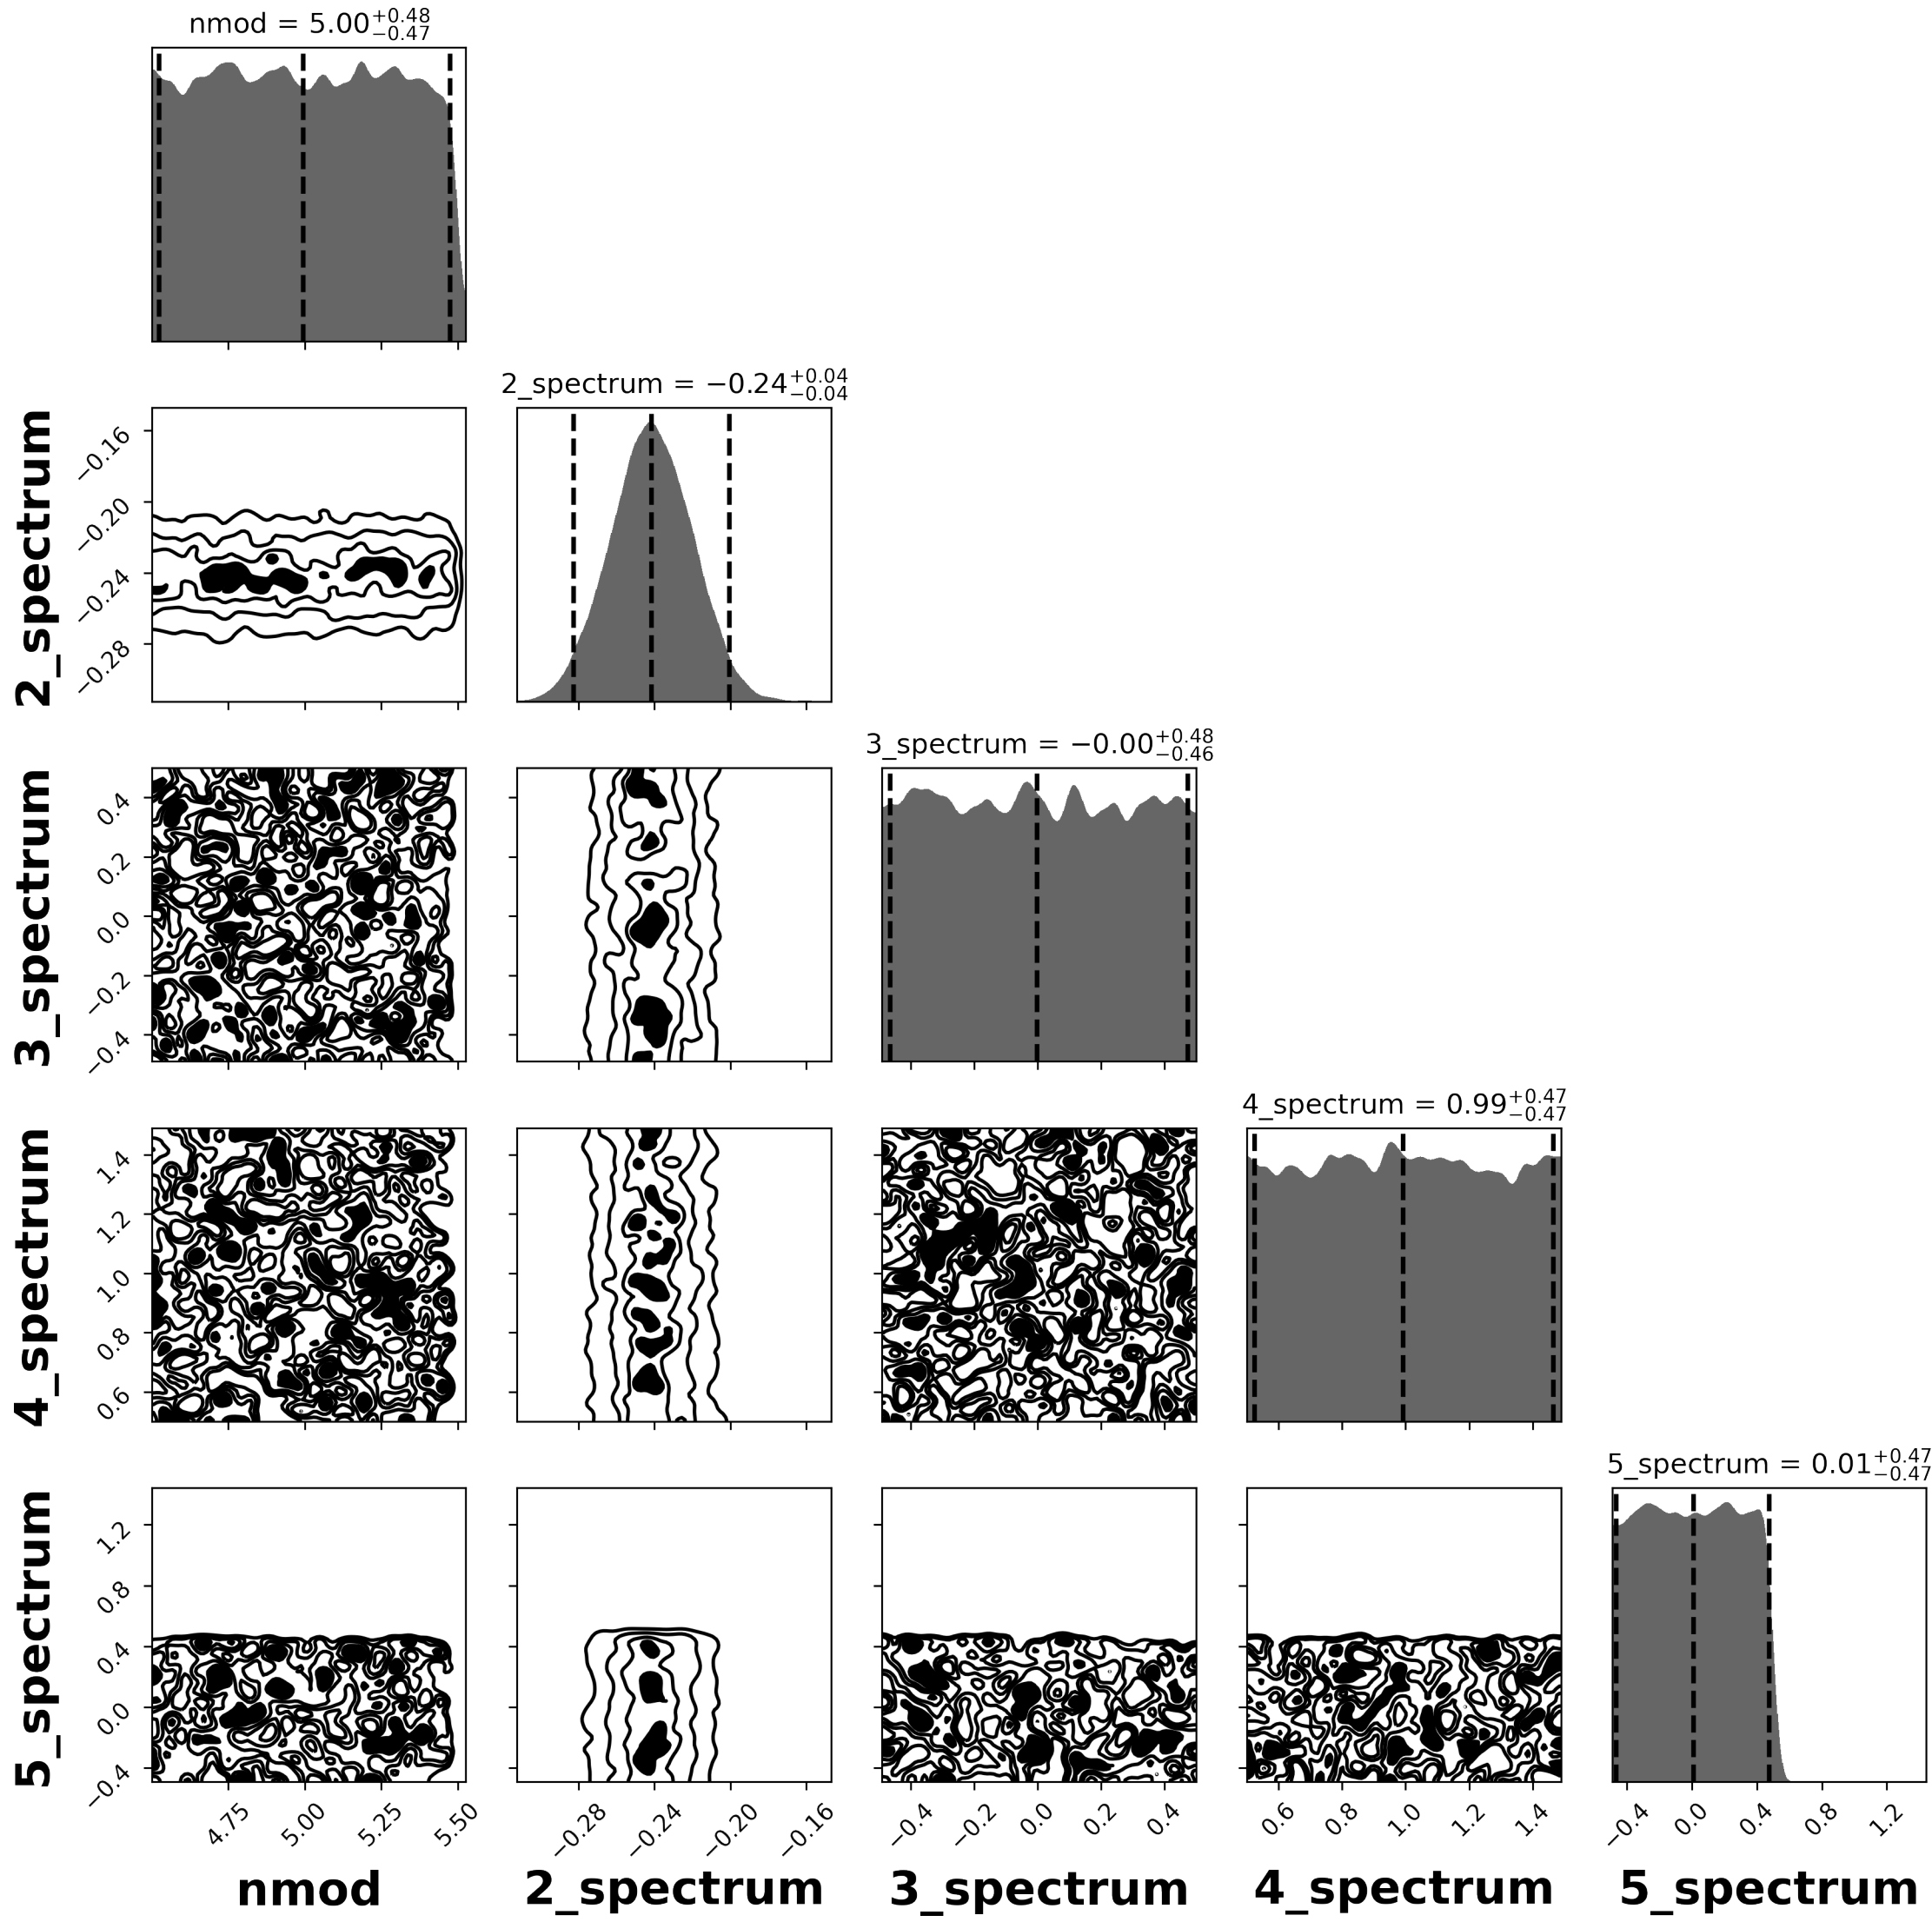 nmod = 5.00+0.48−0.47
2_spectrum = −0.24+0.04−0.04
2_spectrum
−0.16
−0.20
−0.24
−0.28
3_spectrum = −0.00+0.48−0.46
3_spectrum
0.4
0.2
0.0
−0.2
−0.4
4_spectrum = 0.99+0.47−0.47
4_spectrum
1.4
1.2
1.0
0.8
0.6
5_spectrum = 0.01+0.47−0.47
5_spectrum
1.2
0.8
0.4
0.0
−0.4
4.75 5.00 5.25 5.50 −0.28 −0.24 −0.20 −0.16 −0.4 −0.2 0.0 0.2 0.4 0.6 0.8 1.0 1.2 1.4 −0.4 0.0 0.4 0.8 1.2
nmod 2_spectrum 3_spectrum 4_spectrum 5_spectrum